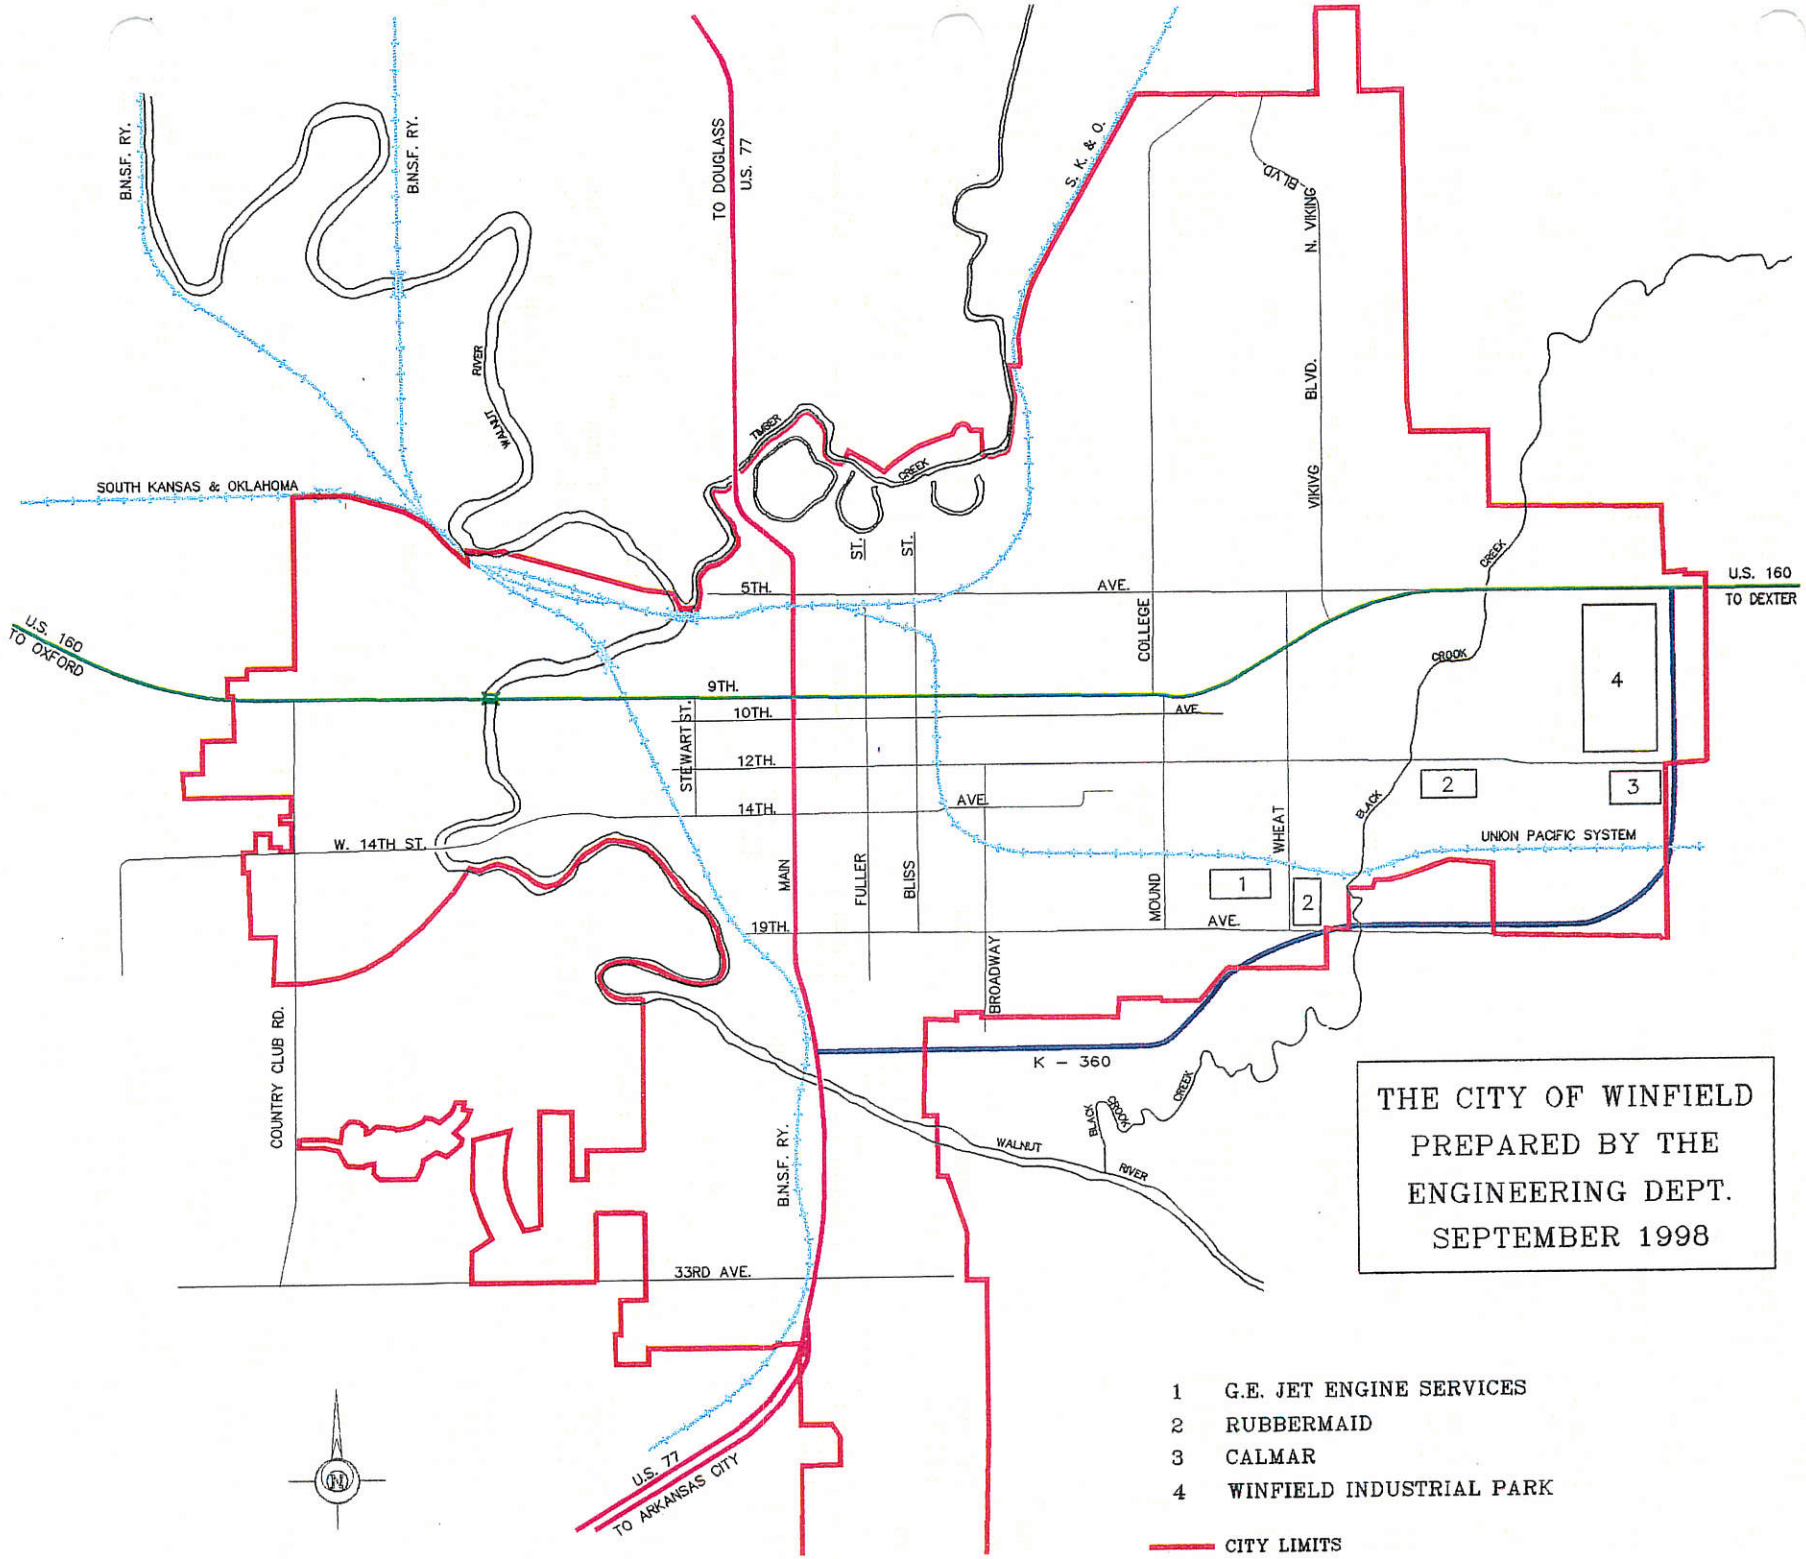 B.N.S.F. RY.
B.N.S.F. RY.
TO DOUGLASS
U.S. 77
S. K. & O.
BLVD.
N. VIKING
RIVER
WALNUT
BLVD.
VIKIVG
TIMBER
CREEK
SOUTH KANSAS & OKLAHOMA
ST.
ST.
CREEK
5TH.
AVE.
U.S. 160
TO DEXTER
U.S. 160
TO OXFORD
COLLEGE
CROOK
4
9TH.
STEWART ST.
10TH.
AVE.
12TH.
2
3
14TH.
AVE.
BLACK
W. 14TH ST.
WHEAT
UNION PACIFIC SYSTEM
MAIN
FULLER
BLISS
MOUND
1
2
19TH.
AVE.
BROADWAY
COUNTRY CLUB RD.
K - 360
BLACK
CROOK
CREEK
B.N.S.F. RY.
WALNUT
RIVER
33RD AVE.
THE CITY OF WINFIELD
PREPARED BY THE
ENGINEERING DEPT.
SEPTEMBER 1998
N
U.S. 77
TO ARKANSAS CITY
1 G.E. JET ENGINE SERVICES
2 RUBBERMAID
3 CALMAR
4 WINFIELD INDUSTRIAL PARK
CITY LIMITS